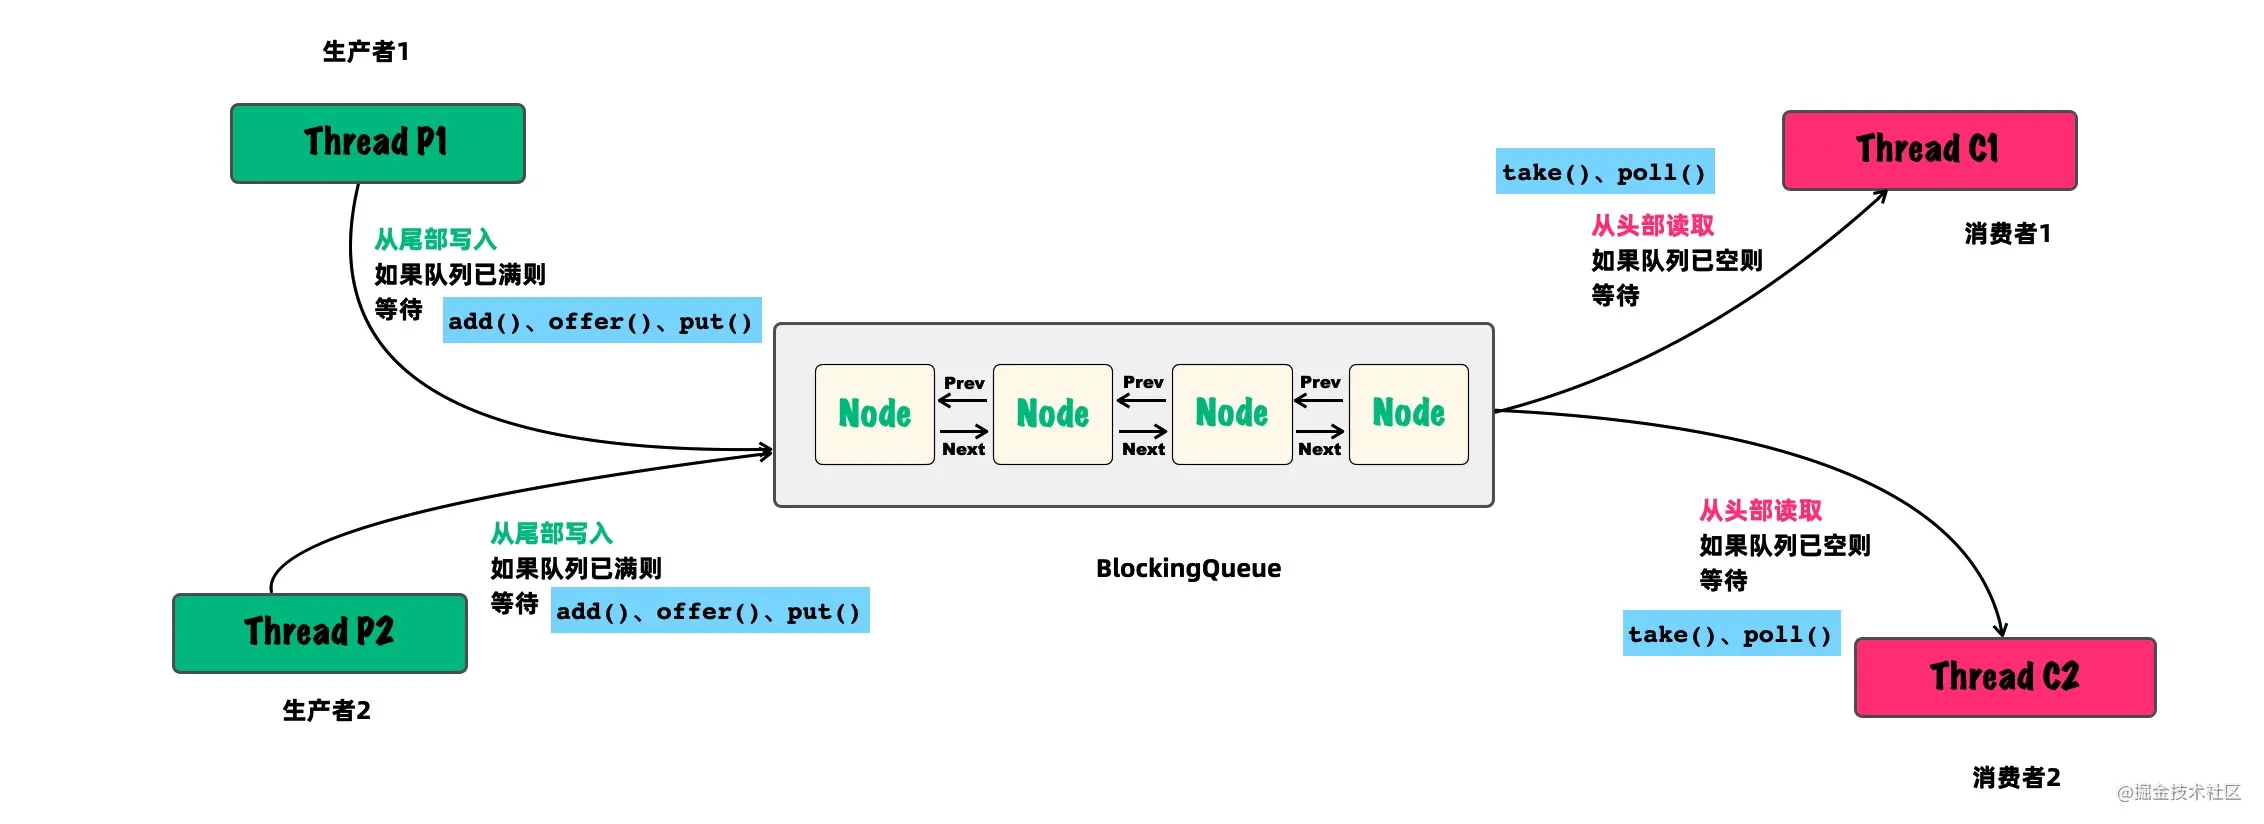 生产者1
Thread P1
从尾部写入
如果队列已满则
等待
add()、offer()、put()
Thread P2
生产者2
从尾部写入
如果队列已满则
等待
add()、offer()、put()
Node
Prev
Next
Node
Prev
Next
Node
Prev
Next
Node
BlockingQueue
take()、poll()
从头部读取
如果队列已空则
等待
Thread C1
消费者1
从头部读取
如果队列已空则
等待
take()、poll()
Thread C2
消费者2
@掘金技术社区